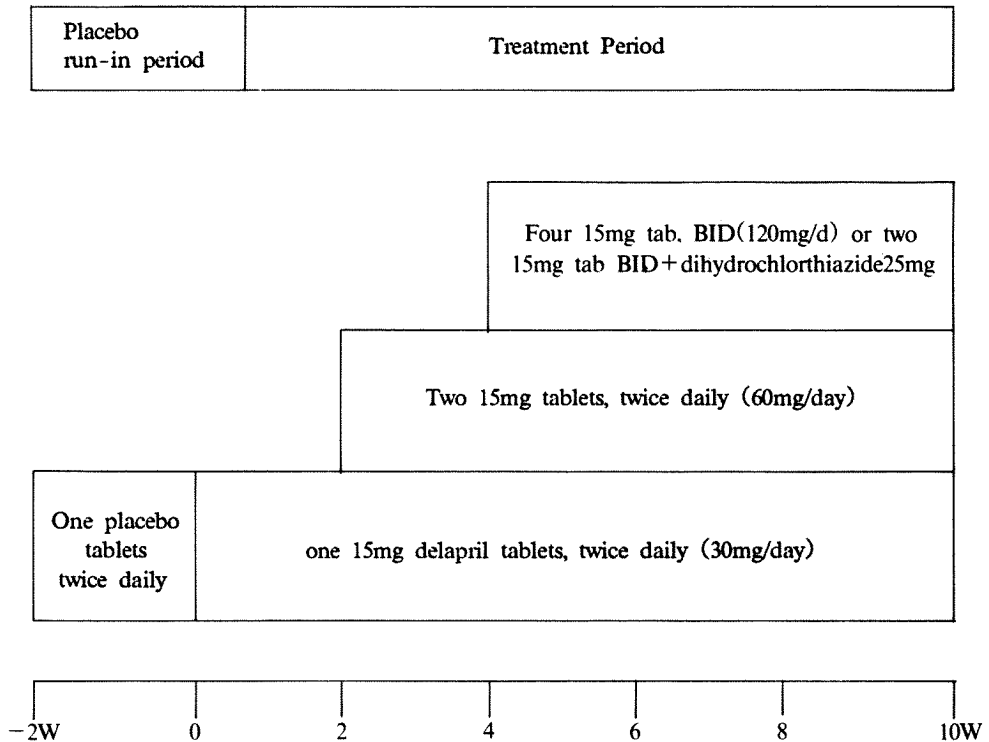 Placebo
run-in period
Treatment Period
Four 15mg tab. BID(120mg/d) or two
15mg tab BID+dihydrochlorthiazide25mg
Two 15mg tablets, twice daily (60mg/day)
One placebo
tablets
twice daily
one 15mg delapril tablets, twice daily (30mg/day)
-2W 0 2 4 6 8 10W